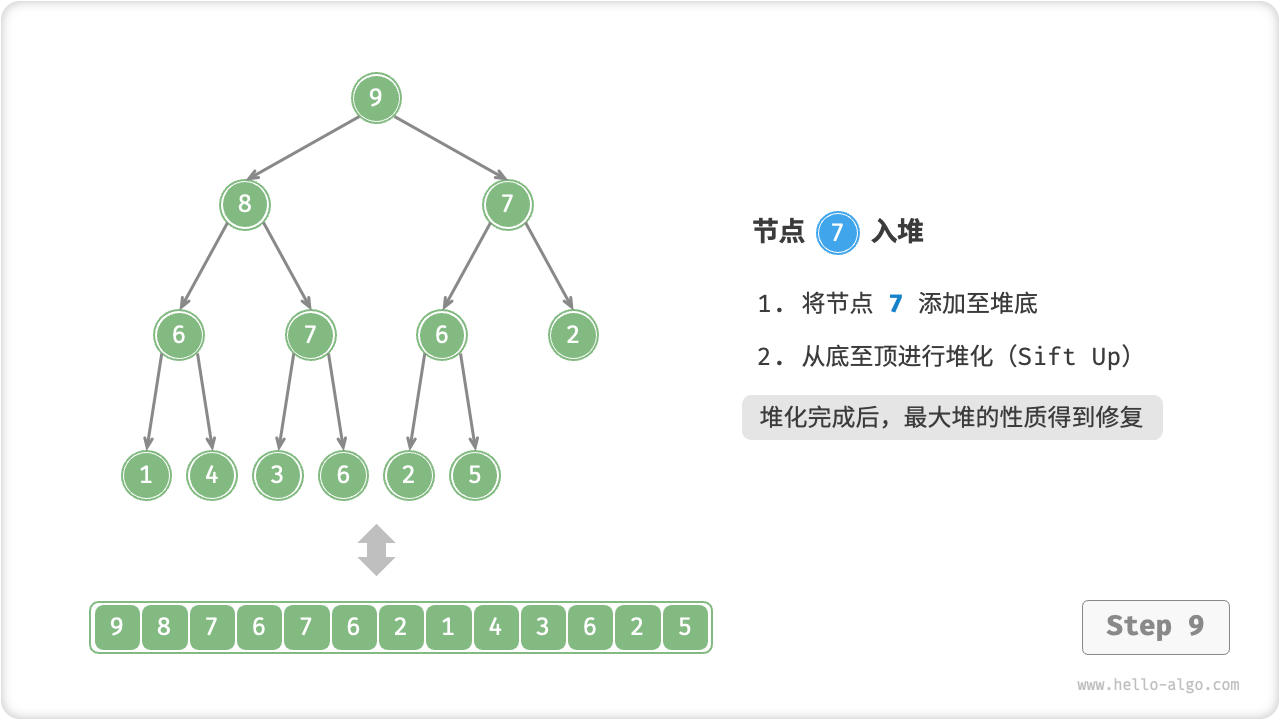 9
8 7
6 7 6 2
1 4 3 6 2 5
9 8 7 6 7 6 2 1 4 3 6 2 5
节点 7 入堆
1. 将节点 7 添加至堆底
2. 从底至顶进行堆化（Sift Up）
堆化完成后，最大堆的性质得到修复
Step 9
www.hello-algo.com